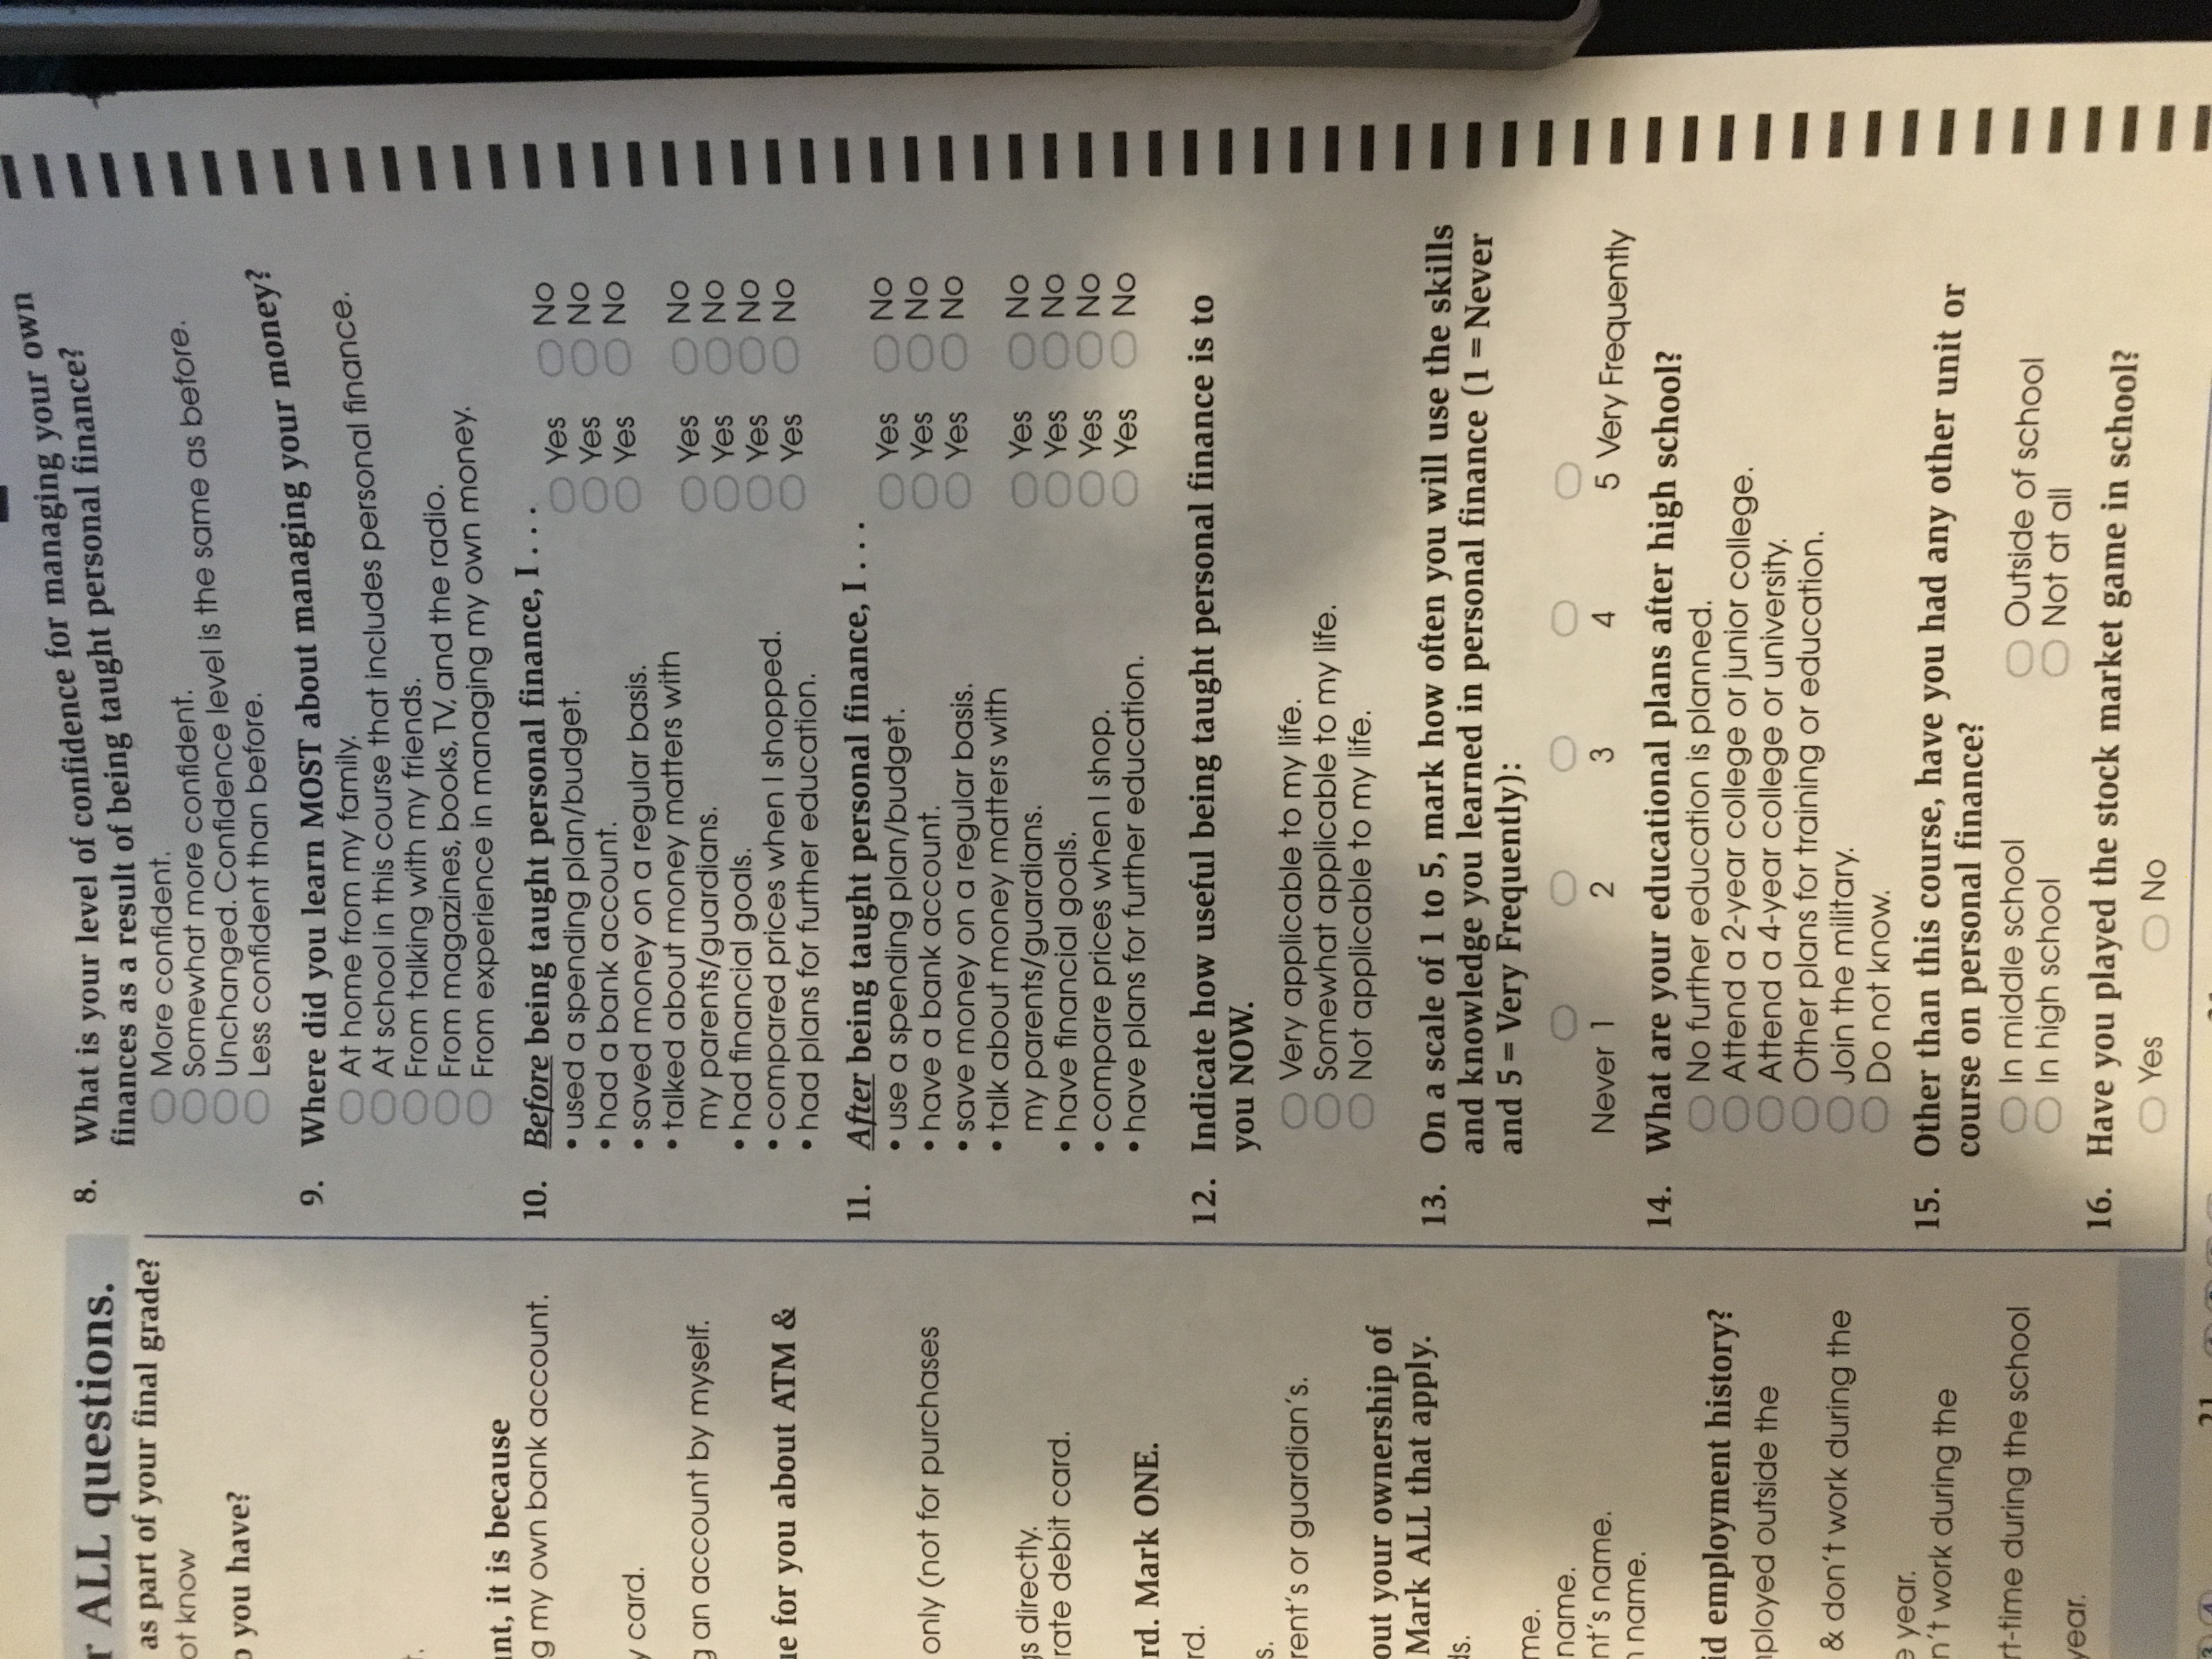 r ALL questions.
as part of your final grade?
ot know
o you have?
unt, it is because
g my own bank account.
y card.
g an account by myself.
ue for you about ATM &
only (not for purchases
gs directly.
rate debit card.
rd. Mark ONE.
rd.
s.
rent's or guardian's.
out your ownership of
Mark ALL that apply.
ds.
me.
name.
nt's name.
n name.
id employment history?
nployed outside the
& don't work during the
e year.
n't work during the
rt-time during the school
year.
8. What is your level of confidence for managing your own
finances as a result of being taught personal finance?
More confident.
Somewhat more confident.
Unchanged. Confidence level is the same as before.
Less confident than before.
9. Where did you learn MOST about managing your money?
At home from my family.
At school in this course that includes personal finance.
From talking with my friends.
From magazines, books, TV, and the radio.
From experience in managing my own money.
10. Before being taught personal finance, I . . .
• used a spending plan/budget. Yes No
• had a bank account. Yes No
• saved money on a regular basis. Yes No
• talked about money matters with
my parents/guardians. Yes No
• had financial goals. Yes No
• compared prices when I shopped. Yes No
• had plans for further education. Yes No
11. After being taught personal finance, I . . .
• use a spending plan/budget. Yes No
• have a bank account. Yes No
• save money on a regular basis. Yes No
• talk about money matters with
my parents/guardians. Yes No
• have financial goals. Yes No
• compare prices when I shop. Yes No
• have plans for further education. Yes No
12. Indicate how useful being taught personal finance is to
you NOW.
Very applicable to my life.
Somewhat applicable to my life.
Not applicable to my life.
13. On a scale of 1 to 5, mark how often you will use the skills
and knowledge you learned in personal finance (1 = Never
and 5 = Very Frequently):
Never 1 2 3 4 5 Very Frequently
14. What are your educational plans after high school?
No further education is planned.
Attend a 2-year college or junior college.
Attend a 4-year college or university.
Other plans for training or education.
Join the military.
Do not know.
15. Other than this course, have you had any other unit or
course on personal finance?
In middle school Outside of school
In high school Not at all
16. Have you played the stock market game in school?
Yes No